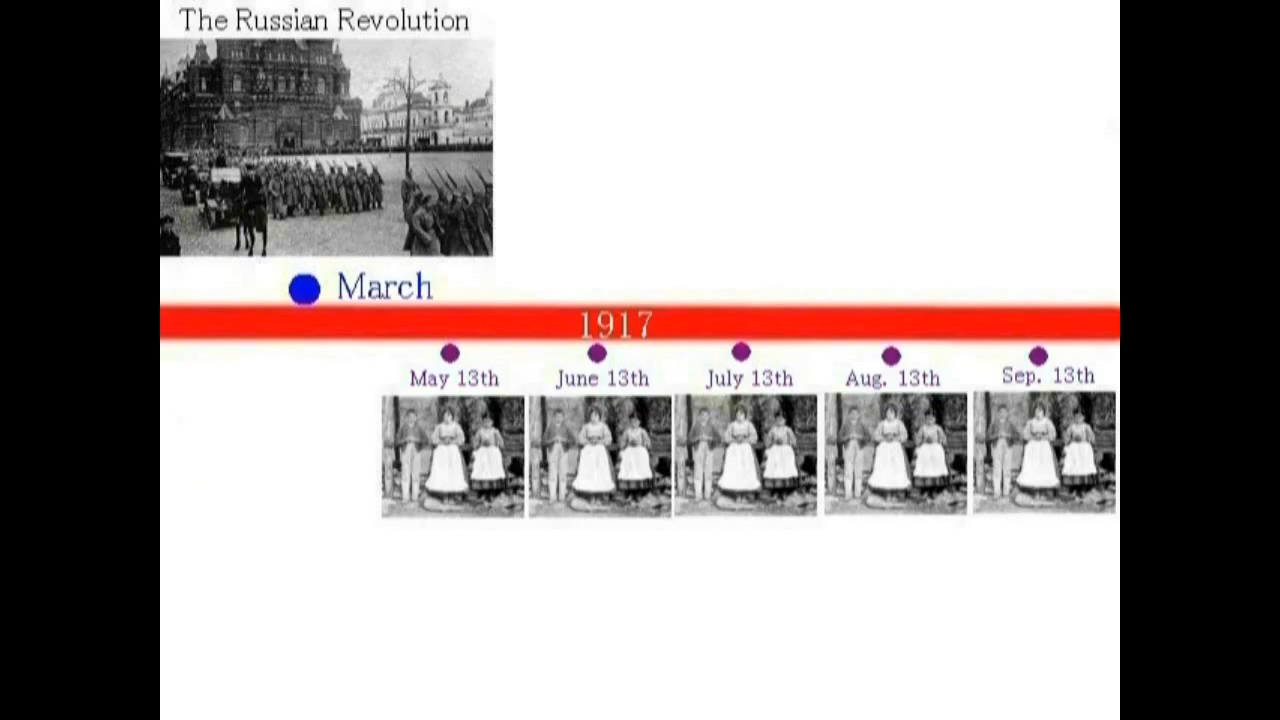 The Russian Revolution
March
1917
May 13th
June 13th
July 13th
Aug. 13th
Sep. 13th